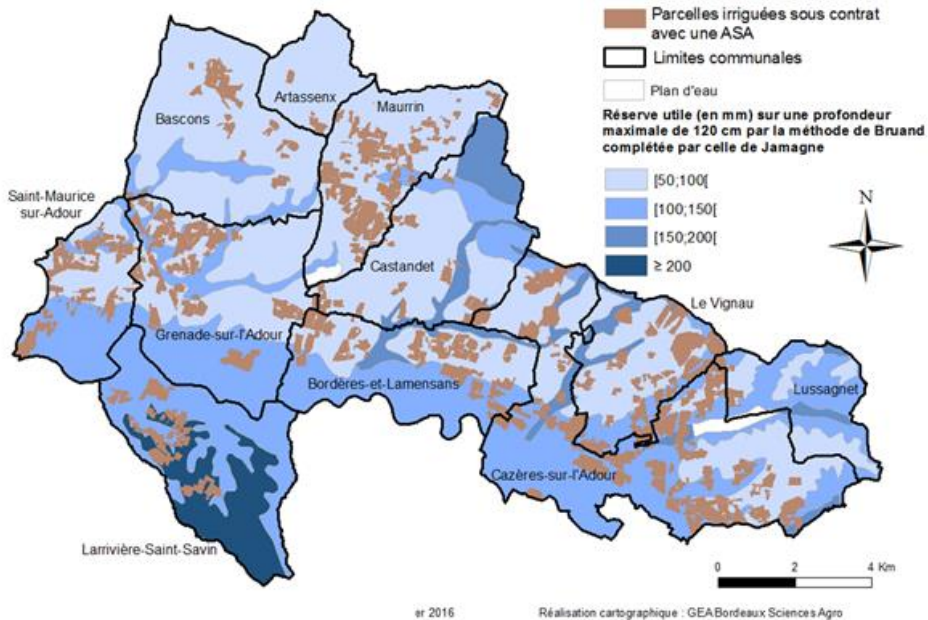 Parcelles irriguées sous contrat
avec une ASA
Limites communales
Plan d'eau
Réserve utile (en mm) sur une profondeur
maximale de 120 cm par la méthode de Bruand
complétée par celle de Jamagne
[50;100[
[100;150[
[150;200[
≥ 200
N
Artassenx
Maurrin
Bascons
Saint-Maurice
sur-Adour
Castandet
Le Vignau
Grenade-sur-l'Adour
Bordères-et-Lamensans
Lussagnet
Cazères-sur-l'Adour
Larrivière-Saint-Savin
0 2 4 Km
er 2016 Réalisation cartographique : GEA Bordeaux Sciences Agro